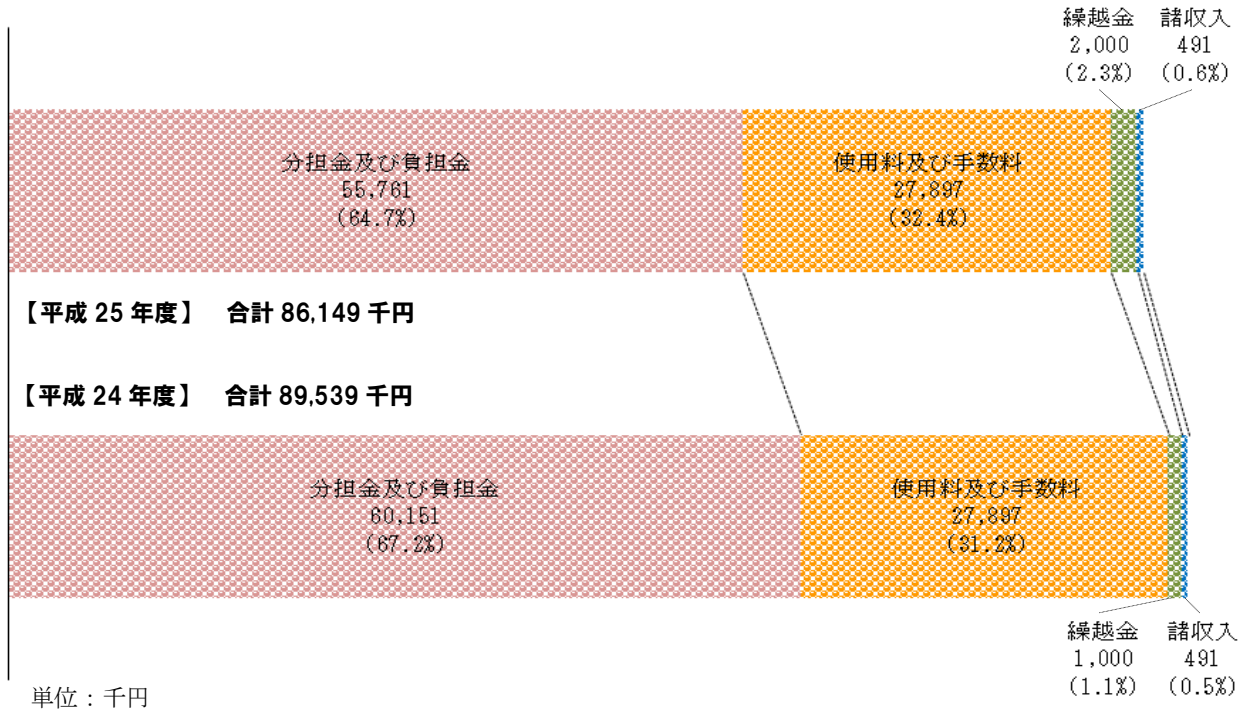 繰越金
2,000
(2.3%)
諸収入
491
(0.6%)
分担金及び負担金
55,761
(64.7%)
使用料及び手数料
27,897
(32.4%)
【平成 25 年度】 合計 86,149 千円
【平成 24 年度】 合計 89,539 千円
分担金及び負担金
60,151
(67.2%)
使用料及び手数料
27,897
(31.2%)
繰越金
1,000
(1.1%)
諸収入
491
(0.5%)
単位：千円